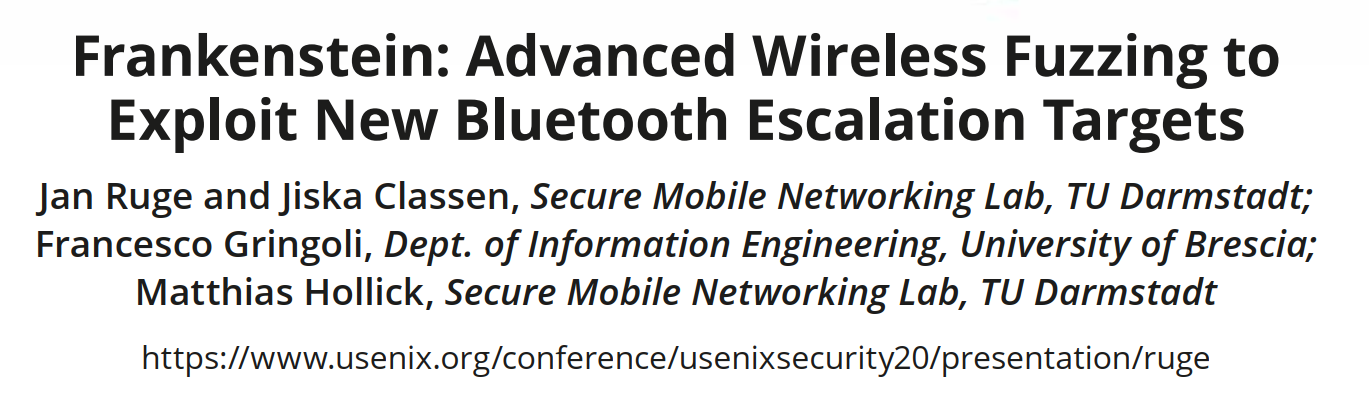 Frankenstein: Advanced Wireless Fuzzing to
Exploit New Bluetooth Escalation Targets
Jan Ruge and Jiska Classen, Secure Mobile Networking Lab, TU Darmstadt;
Francesco Gringoli, Dept. of Information Engineering, University of Brescia;
Matthias Hollick, Secure Mobile Networking Lab, TU Darmstadt
https://www.usenix.org/conference/usenixsecurity20/presentation/ruge